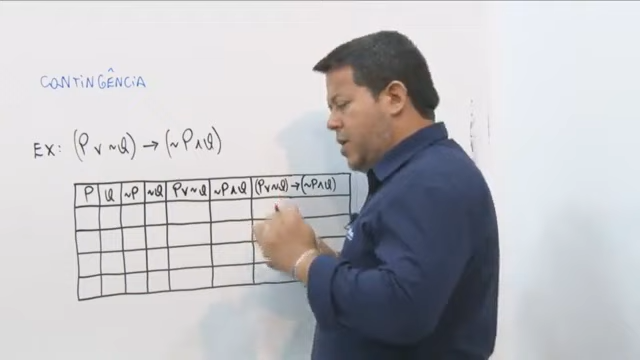 CONTINGÊNCIA
EX: (P ∨ ~Q) → (~P ∧ Q)
P Q ~P ~Q P ∨ ~Q ~P ∧ Q (P ∨ ~Q) → (~P ∧ Q)